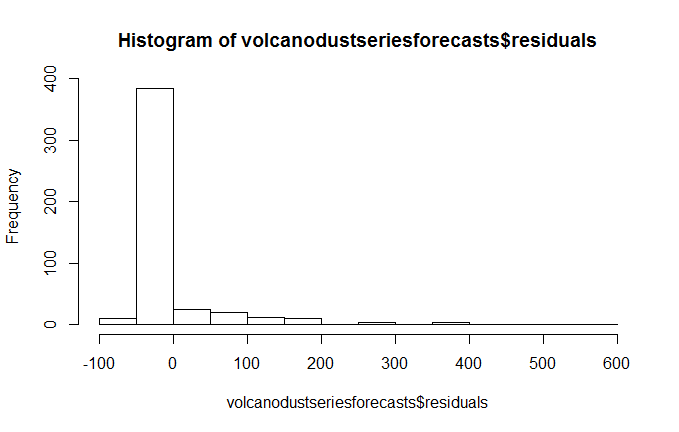 Histogram of volcanodustseriesforecasts$residuals
Frequency
400
300
200
100
0
-100 0 100 200 300 400 500 600
volcanodustseriesforecasts$residuals